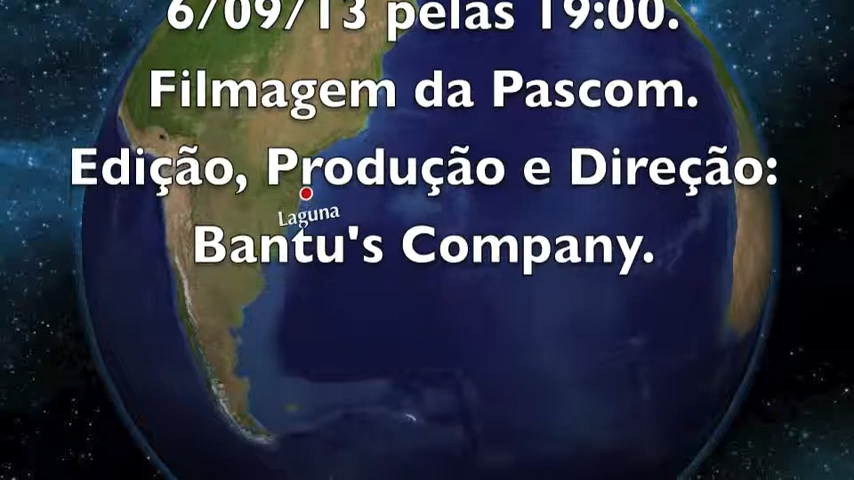 6/09/13 pelas 19:00.
Filmagem da Pascom.
Edição, Produção e Direção:
Laguna
Bantu's Company.